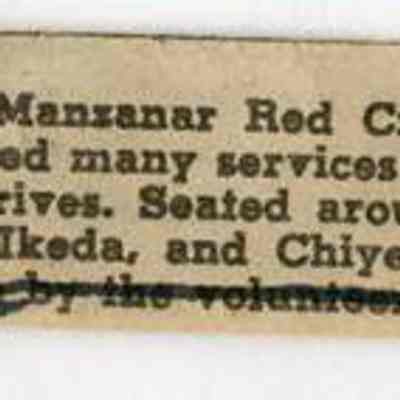 Manzanar Red C
ed many services
rives. Seated arou
Ikeda, and Chiye
by the volunteer